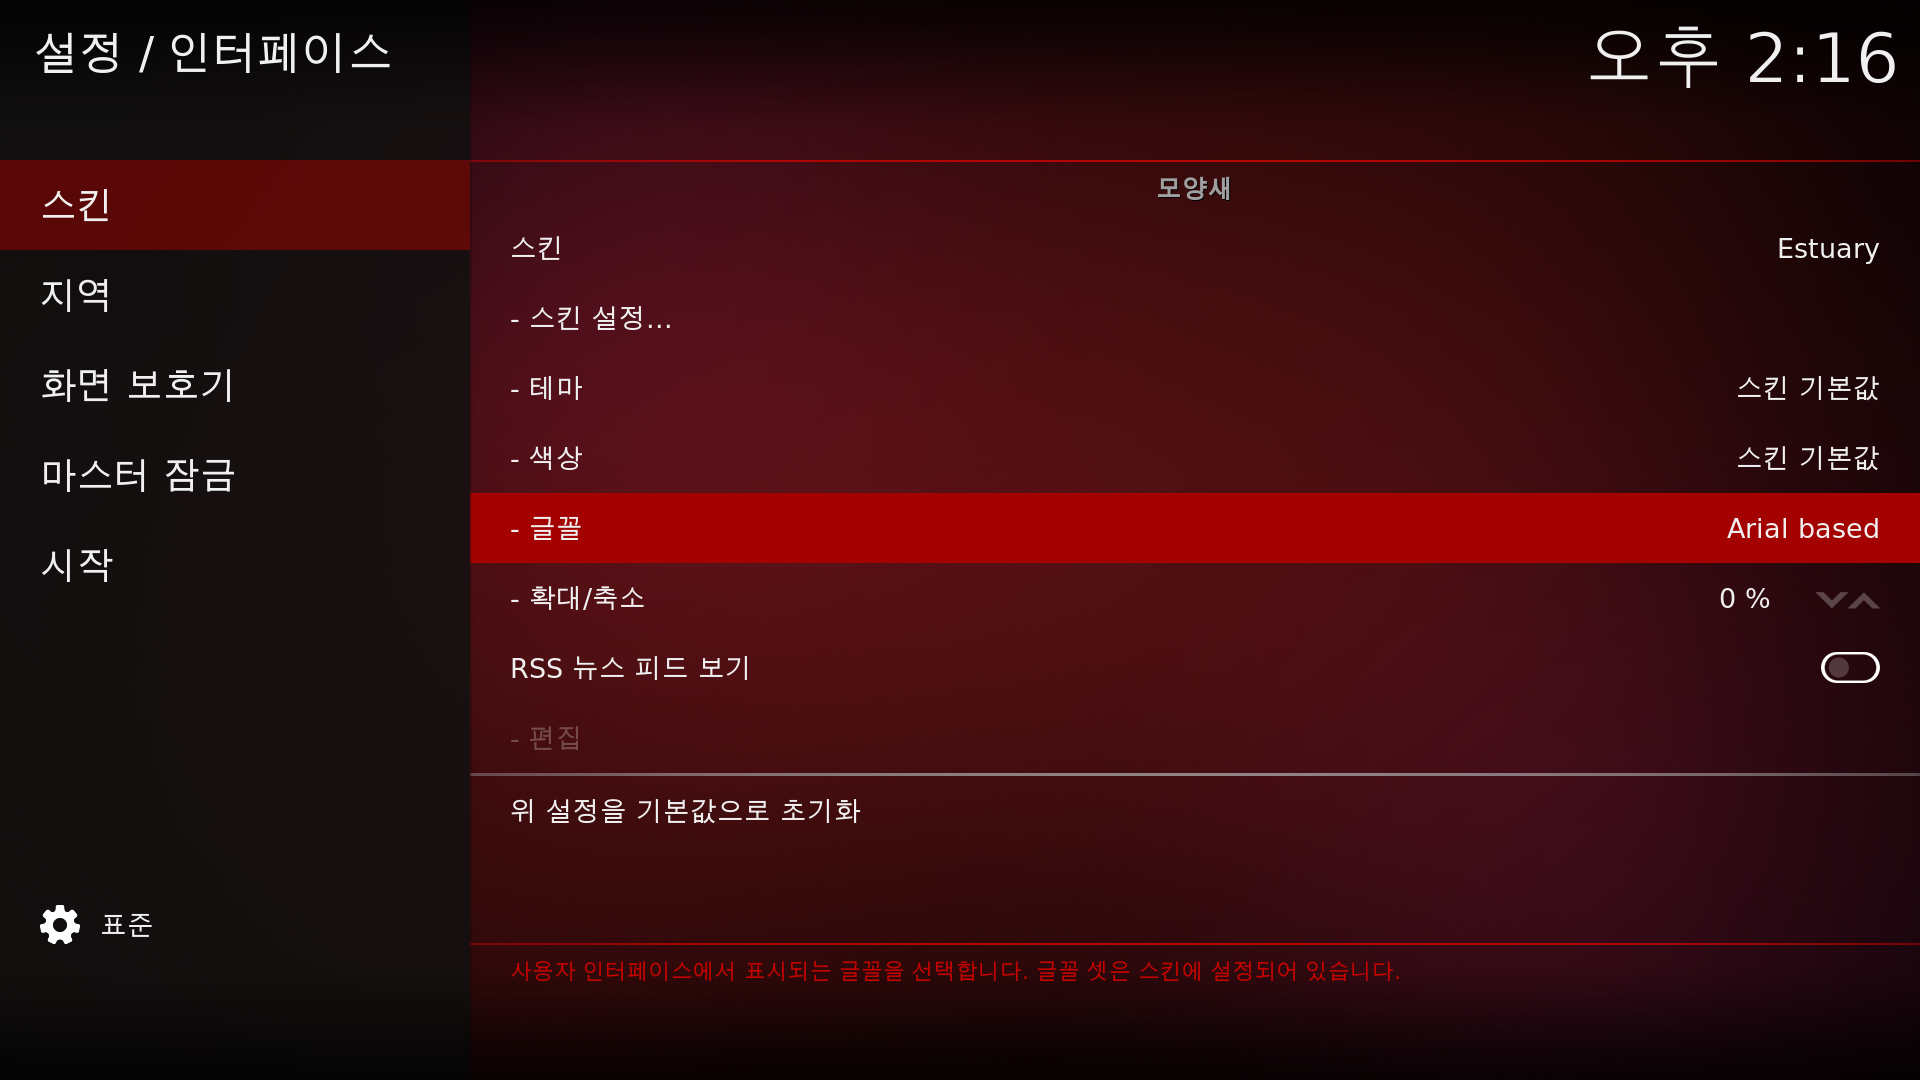 설정 / 인터페이스
오후 2:16
스킨
지역
화면 보호기
마스터 잠금
시작
표준
모양새
스킨 Estuary
- 스킨 설정...
- 테마 스킨 기본값
- 색상 스킨 기본값
- 글꼴 Arial based
- 확대/축소 0 %
RSS 뉴스 피드 보기
- 편집
위 설정을 기본값으로 초기화
사용자 인터페이스에서 표시되는 글꼴을 선택합니다. 글꼴 셋은 스킨에 설정되어 있습니다.